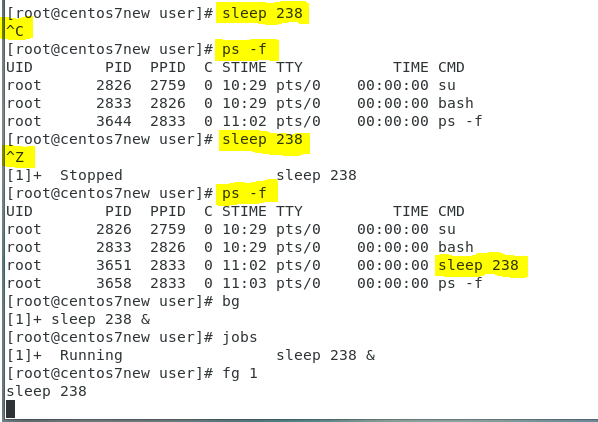 [root@centos7new user]# sleep 238
^C
[root@centos7new user]# ps -f
UID        PID  PPID  C STIME TTY          TIME CMD
root      2826  2759  0 10:29 pts/0    00:00:00 su
root      2833  2826  0 10:29 pts/0    00:00:00 bash
root      3644  2833  0 11:02 pts/0    00:00:00 ps -f
[root@centos7new user]# sleep 238
^Z
[1]+  Stopped                 sleep 238
[root@centos7new user]# ps -f
UID        PID  PPID  C STIME TTY          TIME CMD
root      2826  2759  0 10:29 pts/0    00:00:00 su
root      2833  2826  0 10:29 pts/0    00:00:00 bash
root      3651  2833  0 11:02 pts/0    00:00:00 sleep 238
root      3658  2833  0 11:03 pts/0    00:00:00 ps -f
[root@centos7new user]# bg
[1]+ sleep 238 &
[root@centos7new user]# jobs
[1]+  Running                 sleep 238 &
[root@centos7new user]# fg 1
sleep 238